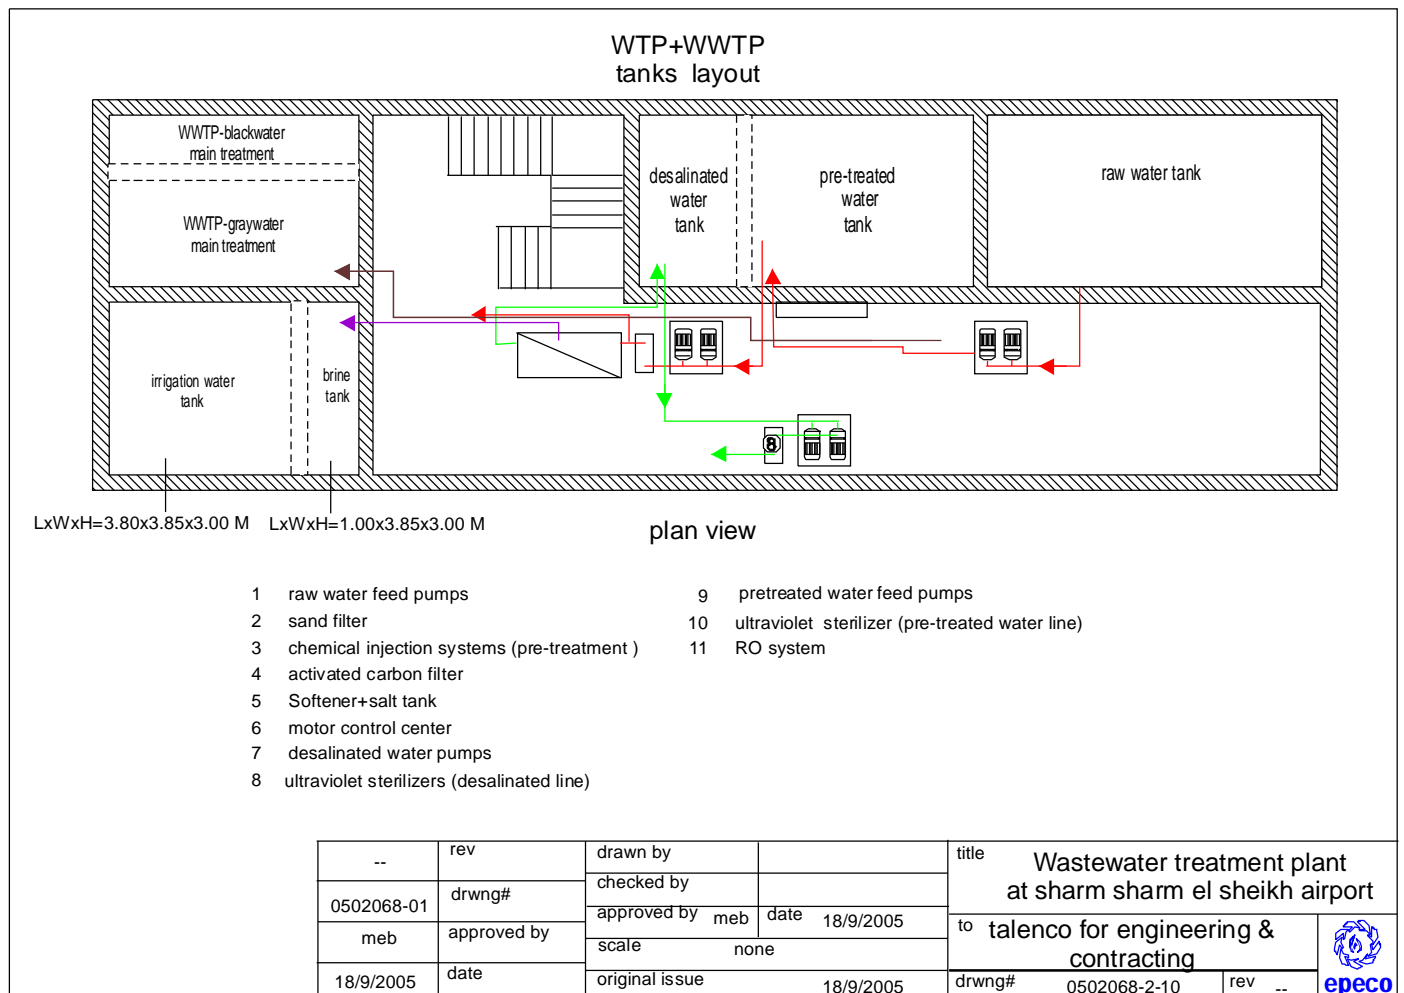 WTP+WWTP
tanks layout
WWTP-blackwater
main treatment
WWTP-graywater
main treatment
desalinated
water
tank
pre-treated
water
tank
raw water tank
irrigation water
tank
brine
tank
8
LxWxH=3.80x3.85x3.00 M
LxWxH=1.00x3.85x3.00 M
plan view
1 raw water feed pumps
2 sand filter
3 chemical injection systems (pre-treatment )
4 activated carbon filter
5 Softener+salt tank
6 motor control center
7 desalinated water pumps
8 ultraviolet sterilizers (desalinated line)
9 pretreated water feed pumps
10 ultraviolet sterilizer (pre-treated water line)
11 RO system
-- rev
0502068-01 drwng#
meb approved by
18/9/2005 date
drawn by
checked by
approved by meb date 18/9/2005
scale none
original issue 18/9/2005
title Wastewater treatment plant
at sharm sharm el sheikh airport
to talenco for engineering &
contracting
drwng# 0502068-2-10 rev --
epeco